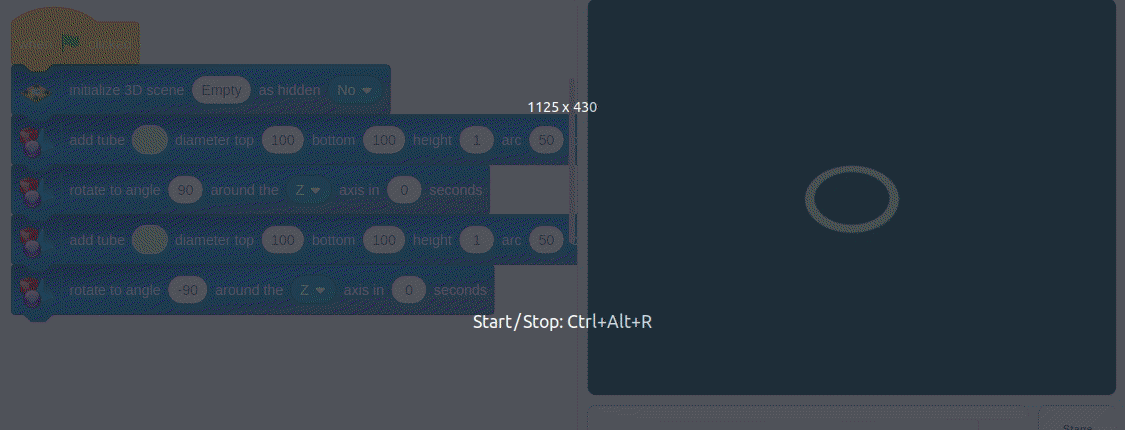 when clicked
initialize 3D scene Empty as hidden No
1125 x 430
add tube diameter top 100 bottom 100 height 1 arc 50
rotate to angle 90 around the Z axis in 0 seconds
add tube diameter top 100 bottom 100 height 1 arc 50
rotate to angle -90 around the Z axis in 0 seconds
Start/Stop: Ctrl+Alt+R
Stage